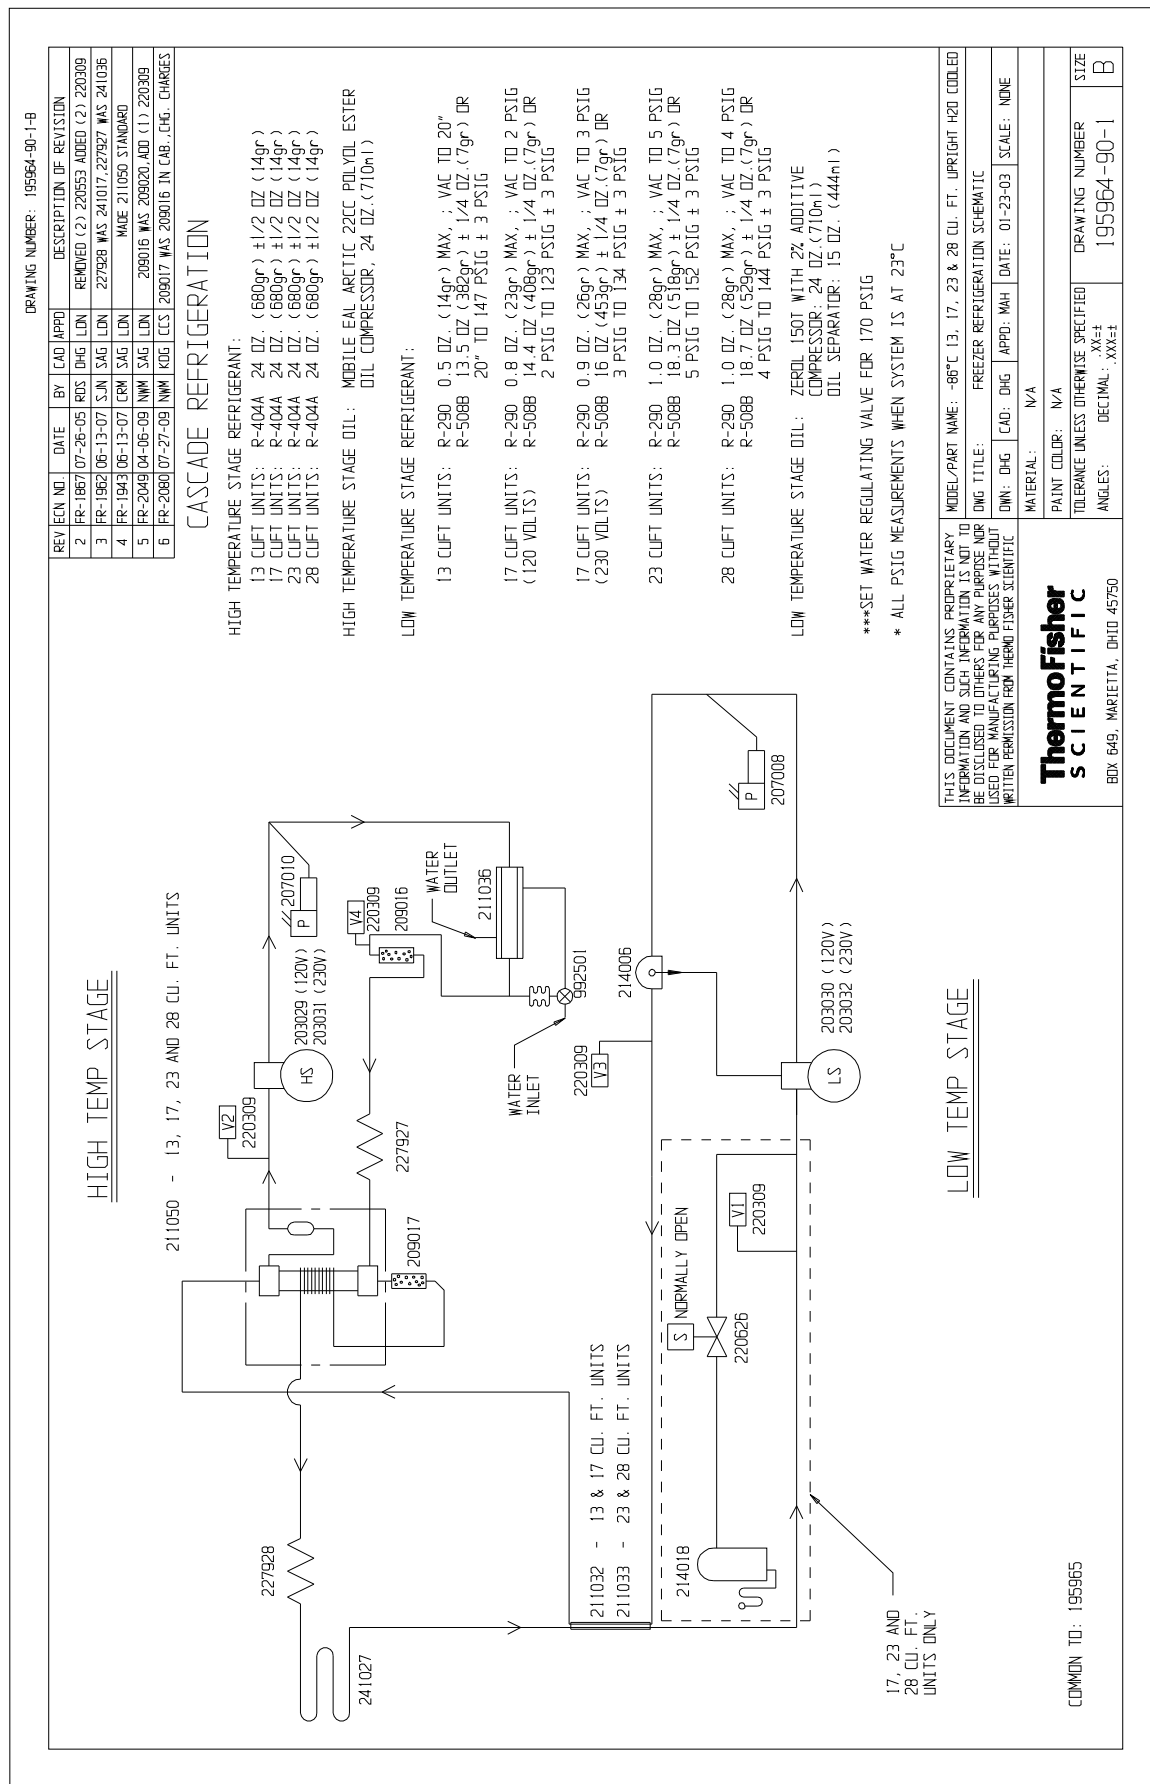 DRAWING NUMBER: 195964-90-1-B
REV ECN NO. DATE BY CAD APPD DESCRIPTION OF REVISION
2 FR-1867 07-26-05 RDS DHG LDN REMOVED (2) 220553 ADDED (2) 220309
3 FR-1962 06-13-07 SJN SAG LDN 227928 WAS 241017,227927 WAS 241036
4 FR-1943 06-13-07 CRM SAG LDN MADE 211050 STANDARD
5 FR-2049 04-06-09 NWM SAG LDN 209016 WAS 209020,ADD (1) 220309
6 FR-2080 07-27-09 NWM KDG CCS 209017 WAS 209016 IN CAB.,CHG. CHARGES
CASCADE REFRIGERATION
HIGH TEMPERATURE STAGE REFRIGERANT:
13 CUFT UNITS: R-404A 24 OZ. (680gr) ±1/2 OZ (14gr)
17 CUFT UNITS: R-404A 24 OZ. (680gr) ±1/2 OZ (14gr)
23 CUFT UNITS: R-404A 24 OZ. (680gr) ±1/2 OZ (14gr)
28 CUFT UNITS: R-404A 24 OZ. (680gr) ±1/2 OZ (14gr)
HIGH TEMPERATURE STAGE OIL: MOBILE EAL ARCTIC 22CC POLYOL ESTER
OIL COMPRESSOR, 24 OZ.(710ml)
LOW TEMPERATURE STAGE REFRIGERANT:
13 CUFT UNITS: R-290 0.5 OZ (14gr) MAX, ; VAC TO 20"
R-508B 13.5 OZ (382gr) ± 1/4 OZ.(7gr) OR
20" TO 147 PSIG ± 3 PSIG
17 CUFT UNITS: R-290 0.8 OZ (23gr) MAX, ; VAC TO 2 PSIG
(120 VOLTS) R-508B 14.4 OZ (408gr) ± 1/4 OZ.(7gr) OR
2 PSIG TO 123 PSIG ± 3 PSIG
17 CUFT UNITS: R-290 0.9 OZ (26gr) MAX, ; VAC TO 3 PSIG
(230 VOLTS) R-508B 16 OZ (453gr) ± 1/4 OZ.(7gr) OR
3 PSIG TO 134 PSIG ± 3 PSIG
23 CUFT UNITS: R-290 1.0 OZ (28gr) MAX, ; VAC TO 5 PSIG
R-508B 18.3 OZ (518gr) ± 1/4 OZ.(7gr) OR
5 PSIG TO 152 PSIG ± 3 PSIG
28 CUFT UNITS: R-290 1.0 OZ (28gr) MAX, ; VAC TO 4 PSIG
R-508B 18.7 OZ (529gr) ± 1/4 OZ.(7gr) OR
4 PSIG TO 144 PSIG ± 3 PSIG
LOW TEMPERATURE STAGE OIL: ZEROL 150T WITH 2% ADDITIVE
COMPRESSOR: 24 OZ.(710ml)
OIL SEPARATOR: 15 OZ.(444ml)
***SET WATER REGULATING VALVE FOR 170 PSIG
* ALL PSIG MEASUREMENTS WHEN SYSTEM IS AT 23°C
HIGH TEMP STAGE
211050 - 13, 17, 23 AND 28 CU. FT. UNITS
V2
220309
HS
203029 (120V)
203031 (230V)
P
207010
V4
220309
209016
WATER
OUTLET
211036
992501
WATER
INLET
227927
209017
227928
241027
211032 - 13 & 17 CU. FT. UNITS
211033 - 23 & 28 CU. FT. UNITS
220309
V3
214006
P
207008
S NORMALLY OPEN
220626
V1
220309
214018
LS
203030 (120V)
203032 (230V)
17, 23 AND
28 CU. FT.
UNITS ONLY
LOW TEMP STAGE
COMMON TO: 195965
THIS DOCUMENT CONTAINS PROPRIETARY
INFORMATION AND SUCH INFORMATION IS NOT TO
BE DISCLOSED TO OTHERS FOR ANY PURPOSE NOR
USED FOR MANUFACTURING PURPOSES WITHOUT
WRITTEN PERMISSION FROM THERMO FISHER SCIENTIFIC
ThermoFisher
SCIENTIFIC
BOX 649, MARIETTA, OHIO 45750
MODEL/PART NAME: -86°C 13, 17, 23 & 28 CU. FT. UPRIGHT H2O COOLED
DWG TITLE: FREEZER REFRIGERATION SCHEMATIC
DWN: DHG CAD: DHG APPD: MAH DATE: 01-23-03 SCALE: NONE
MATERIAL: N/A
PAINT COLOR: N/A
TOLERANCE UNLESS OTHERWISE SPECIFIED
ANGLES: DECIMAL: .XX=±
.XXX=±
DRAWING NUMBER
195964-90-1
SIZE
B